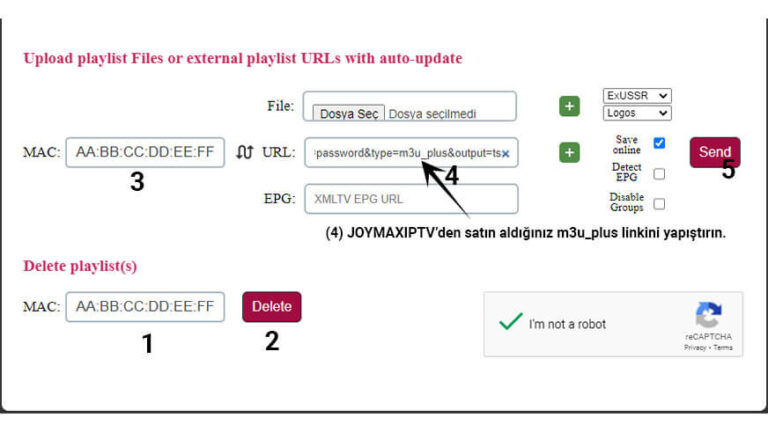 Upload playlist Files or external playlist URLs with auto-update
File: Dosya Seç Dosya seçilmedi + ExUSSR
Logos
MAC: AA:BB:CC:DD:EE:FF URL: password&type=m3u_plus&output=ts x + Save online Send
3 4 Detect EPG 5
EPG: XMLTV EPG URL Disable Groups
(4) JOYMAXIPTV'den satın aldığınız m3u_plus linkini yapıştırın.
Delete playlist(s)
MAC: AA:BB:CC:DD:EE:FF Delete I'm not a robot
1 2 reCAPTCHA
Privacy - Terms